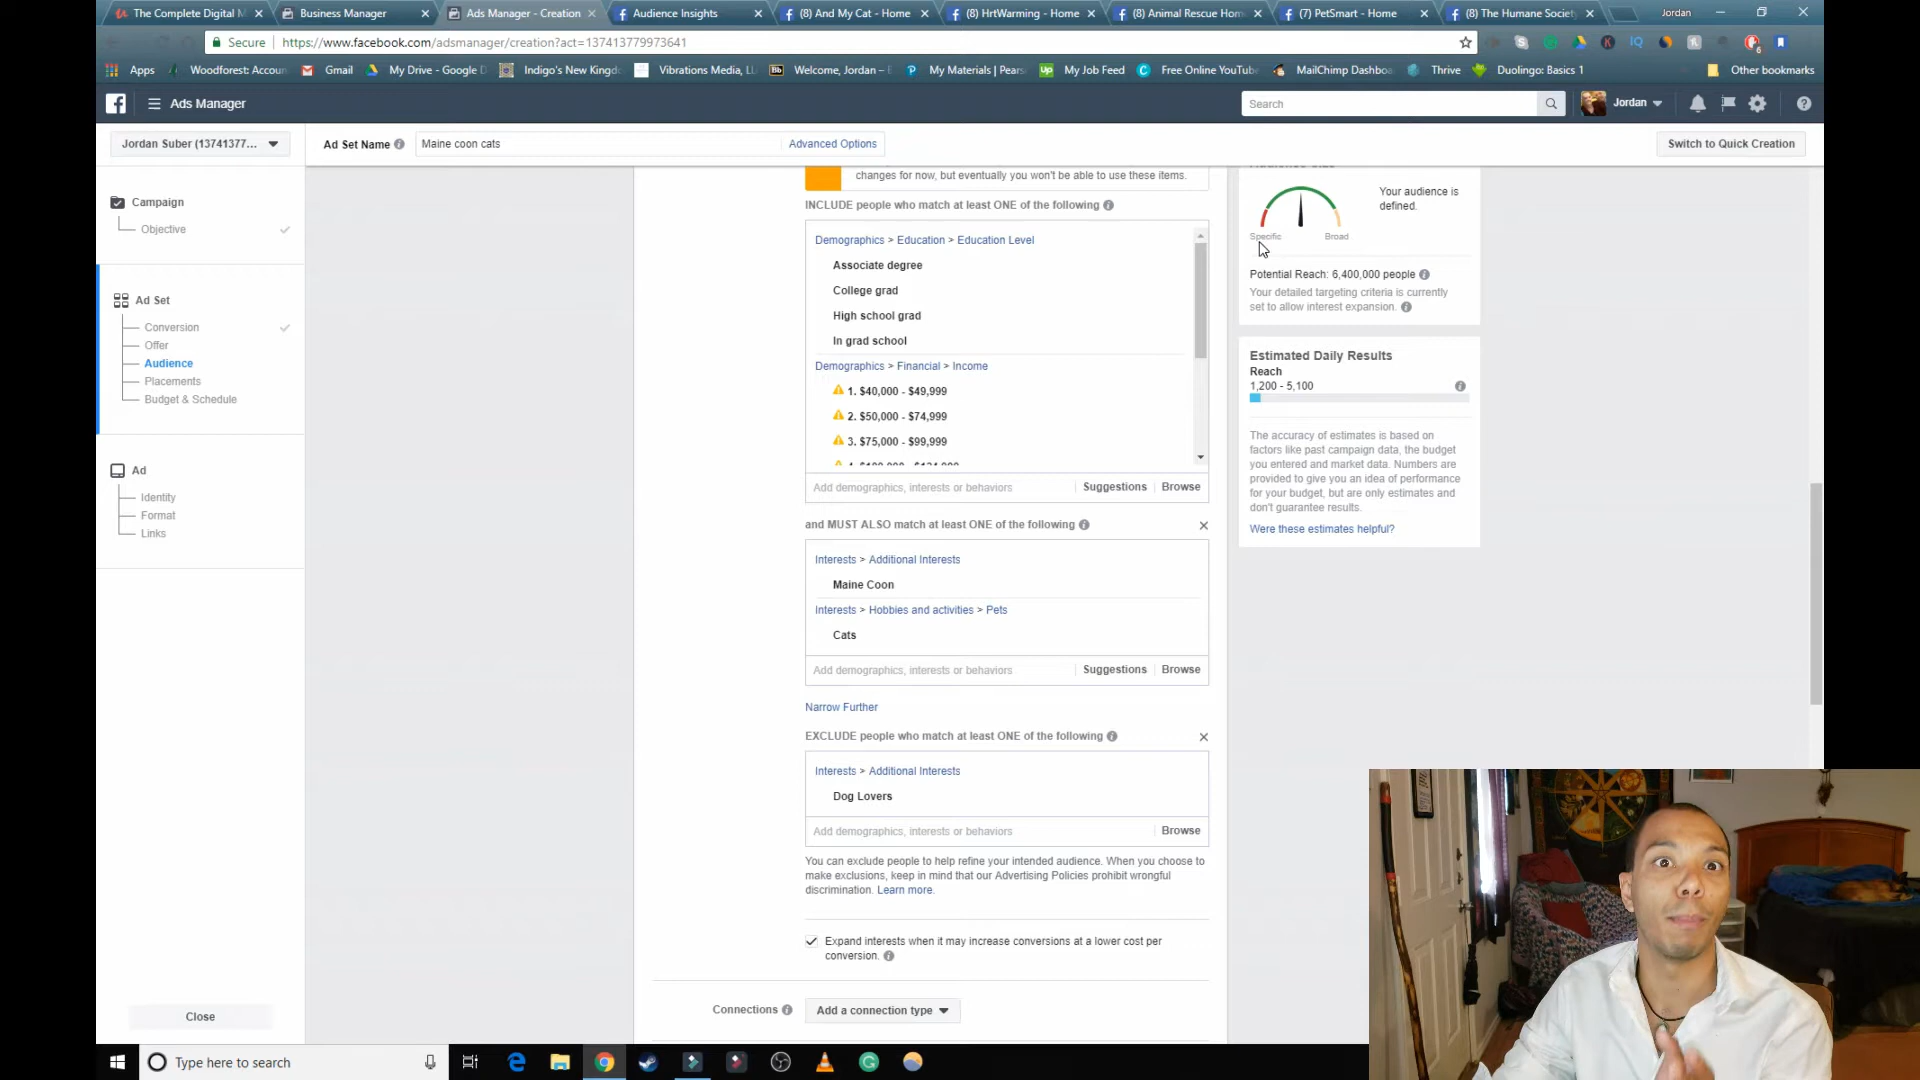 The Complete Digital M
Business Manager
Ads Manager - Creation
Audience Insights
(8) And My Cat - Home
(8) HrtWarming - Home
(8) Animal Rescue Hom
(7) PetSmart - Home
(8) The Humane Society
Jordan
Secure
https://www.facebook.com/adsmanager/creation?act=137413779973641
Apps
Woodforest: Accoun
Gmail
My Drive - Google D
Indigo's New Kingdo
Vibrations Media, LL
Bb
Welcome, Jordan –
My Materials | Pears
Up
My Job Feed
Free Online YouTube
MailChimp Dashboa
Thrive
Duolingo: Basics 1
Other bookmarks
Ads Manager
Search
Jordan
Jordan Suber (13741377...
Ad Set Name
Maine coon cats
Advanced Options
Switch to Quick Creation
Campaign
Objective
Ad Set
Conversion
Offer
Audience
Placements
Budget & Schedule
Ad
Identity
Format
Links
Close
changes for now, but eventually you won't be able to use these items.
INCLUDE people who match at least ONE of the following
Demographics > Education > Education Level
Associate degree
College grad
High school grad
In grad school
Demographics > Financial > Income
1. $40,000 - $49,999
2. $50,000 - $74,999
3. $75,000 - $99,999
Add demographics, interests or behaviors
Suggestions
Browse
and MUST ALSO match at least ONE of the following
Interests > Additional Interests
Maine Coon
Interests > Hobbies and activities > Pets
Cats
Add demographics, interests or behaviors
Suggestions
Browse
Narrow Further
EXCLUDE people who match at least ONE of the following
Interests > Additional Interests
Dog Lovers
Add demographics, interests or behaviors
Browse
You can exclude people to help refine your intended audience. When you choose to
make exclusions, keep in mind that our Advertising Policies prohibit wrongful
discrimination. Learn more.
Expand interests when it may increase conversions at a lower cost per
conversion.
Connections
Add a connection type
Your audience is
defined.
Specific
Broad
Potential Reach: 6,400,000 people
Your detailed targeting criteria is currently
set to allow interest expansion.
Estimated Daily Results
Reach
1,200 - 5,100
The accuracy of estimates is based on
factors like past campaign data, the budget
you entered and market data. Numbers are
provided to give you an idea of performance
for your budget, but are only estimates and
don't guarantee results.
Were these estimates helpful?
Type here to search